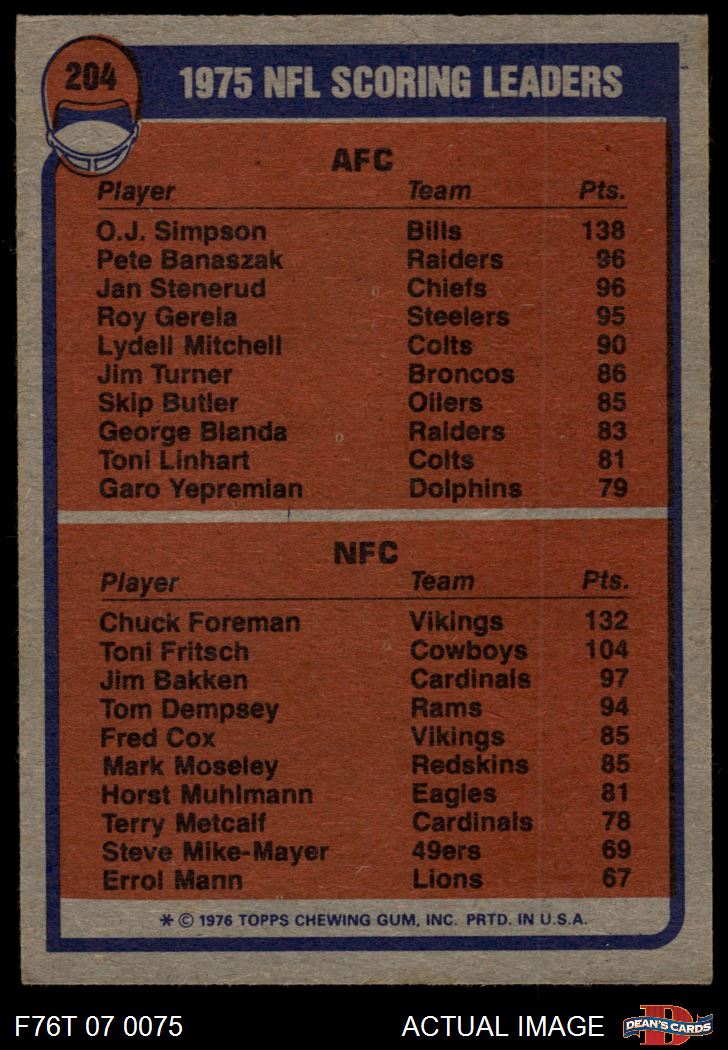 204
1975 NFL SCORING LEADERS
AFC
Player Team Pts.
O.J. Simpson Bills 138
Pete Banaszak Raiders 96
Jan Stenerud Chiefs 96
Roy Gerela Steelers 95
Lydell Mitchell Colts 90
Jim Turner Broncos 86
Skip Butler Oilers 85
George Blanda Raiders 83
Toni Linhart Colts 81
Garo Yepremian Dolphins 79
NFC
Player Team Pts.
Chuck Foreman Vikings 132
Toni Fritsch Cowboys 104
Jim Bakken Cardinals 97
Tom Dempsey Rams 94
Fred Cox Vikings 85
Mark Moseley Redskins 85
Horst Muhlmann Eagles 81
Terry Metcalf Cardinals 78
Steve Mike-Mayer 49ers 69
Errol Mann Lions 67
* © 1976 TOPPS CHEWING GUM, INC. PRTD. IN U.S.A.
F76T 07 0075 ACTUAL IMAGE
D
DEAN'S CARDS